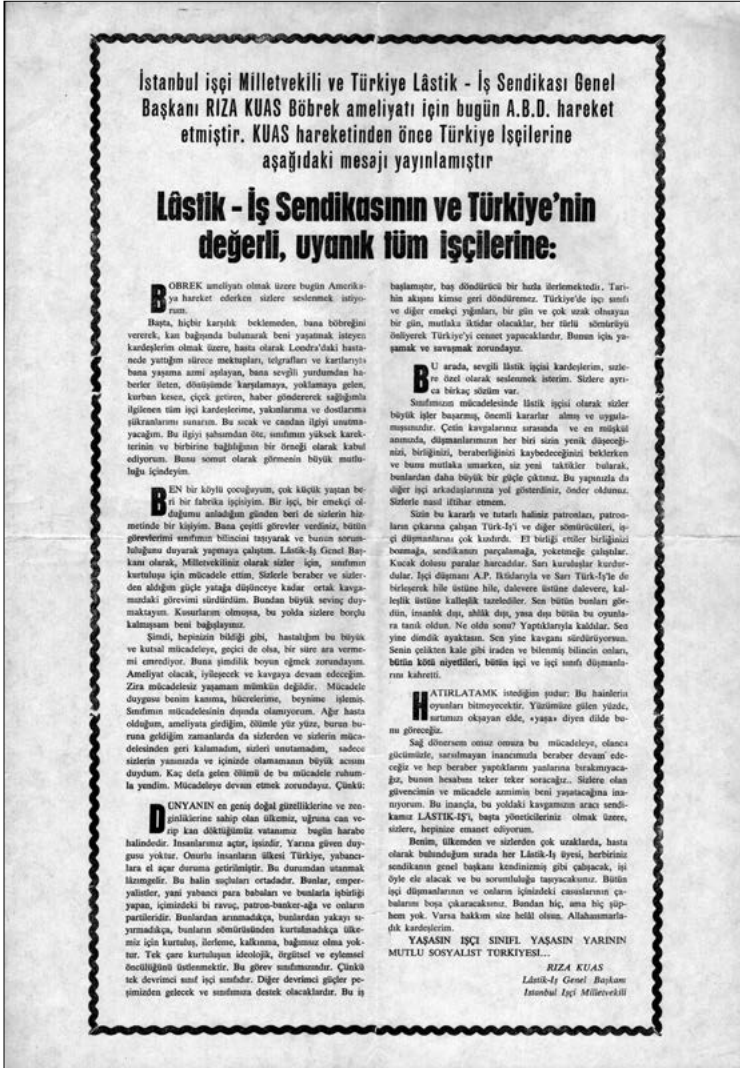 İstanbul işçi Milletvekili ve Türkiye Lâstik - İş Sendikası Genel
Başkanı RIZA KUAS Böbrek ameliyatı için bugün A.B.D. hareket
etmiştir. KUAS hareketinden önce Türkiye İşçilerine
aşağıdaki mesajı yayınlamıştır
Lâstik - İş Sendikasının ve Türkiye'nin
değerli, uyanık tüm işçilerine:
BOBREK ameliyatı olmak üzere bugün Amerika-
ya hareket ederken sizlere seslenmek istiyo-
rum.
Başta, hiçbir karşılık beklemeden, bana böbreğini
vererek, kan bağışında bulunarak beni yaşatmak isteyen
kardeşlerim olmak üzere, hasta olarak Londra'daki hasta-
nede yattığım sürece mektupları, telgrafları ve kartlarıyla
bana yaşama azmi aşılayan, bana sevgili yurdumdan ha-
berler ileten, dönüşümde karşılamaya, yoklamaya gelen,
kurban kesen, çiçek getiren, haber göndererek sağlığımla
ilgilenen tüm işçi kardeşlerime, yakınlarıma ve dostlarıma
şükranlarımı sunarım. Bu sıcak ve candan ilgiyi unutma-
yacağım. Bu ilgiyi şahsımdan öte, sınıfımın yüksek karek-
terinin ve birbirine bağlılığının bir örneği olarak kabul
ediyorum. Bunu somut olarak görmenin büyük mutlu-
luğu içindeyim.
BEN bir köylü çocuğuyum, çok küçük yaştan be-
ri bir fabrika işçisiyim. Bir işçi, bir emekçi ol-
duğumu anladığım günden beri de sizlerin hiz-
metinde bir kişiyim. Bana çeşitli görevler verdiniz, bütün
görevlerimi sınıfımın bilincini taşıyarak ve bunun sorum-
luluğunu duyarak yapmaya çalıştım. Lâstik-İş Genel Baş-
kanı olarak, Milletvekiliniz olarak sizler için, sınıfımın
kurtuluşu için mücadele ettim, Sizlerle beraber ve sizler-
den aldığım güçle yatağa düşünceye kadar ortak kavga-
mızdaki görevimi sürdürdüm. Bundan büyük sevinç duy-
maktayım. Kusurlarım olmuşsa, bu yolda sizlere borçlu
kalmışsam beni bağışlayınız.
Şimdi, hepinizin bildiği gibi, hastalığım bu büyük
ve kutsal mücadeleye, geçici de olsa, bir süre ara verme-
mi emrediyor. Buna şimdilik boyun eğmek zorundayım.
Ameliyat olacak, iyileşecek ve kavgaya devam edeceğim.
Zira mücadelesiz yaşamam mümkün değildir. Mücadele
duygusu benim kanıma, hücrelerime, beynime işlemiş.
Sınıfımın mücadelesinin dışında olamıyorum. Ağır hasta
olduğum, ameliyata girdiğim, ölümle yüz yüze, burun bu-
runa geldiğim zamanlarda da sizlerden ve sizlerin müca-
delesinden geri kalamadım, sizleri unutamadım, sadece
sizlerin yanınızda ve içinizde olamamanın büyük acısını
duydum. Kaç defa gelen ölümü de bu mücadele ruhum-
la yendim. Mücadeleye devam etmek zorundayız. Çünkü:
DUNYANIN en geniş doğal güzelliklerine ve zen-
ginliklerine sahip olan ülkemiz, uğruna can ve-
rip kan döktüğümüz vatanımız bugün harabe
halindedir. İnsanlarımız açtır, işsizdir. Yarına güven duy-
gusu yoktur. Onurlu insanların ülkesi Türkiye, yabancı-
lara el açar duruma getirilmiştir. Bu durumdan utanmak
lâzımgelir. Bu halin suçluları ortadadır. Bunlar, emper-
yalistler, yani yabancı para babaları ve bunlarla işbirliği
yapan, içimizdeki bi ravuç, patron-banker-ağa ve onların
partileridir. Bunlardan arınmadıkça, bunlardan yakayı sı-
yırmadıkça, bunların sömürüsünden kurtulmadıkça ülke-
miz için kurtuluş, ilerleme, kalkınma, bağımsız olma yok-
tur. Tek çare kurtuluşun ideolojik, örgütsel ve eylemsel
öncülüğünü üstlenmektir. Bu görev sınıfımızındır. Çünkü
tek devrimci sınıf işçi sınıfıdır. Diğer devrimci güçler pe-
şimizden gelecek ve sınıfımıza destek olacaklardır. Bu iş
başlamıştır, baş döndürücü bir hızla ilerlemektedir. Tari-
hin akışını kimse geri döndüremez. Türkiye'de işçi sınıfı
ve diğer emekçi yığınları, bir gün ve çok uzak olmayan
bir gün, mutlaka iktidar olacaklar, her türlü sömürüyü
önliyerek Türkiye'yi cennet yapacaklardır. Bunun için ya-
şamak ve savaşmak zorundayız.
BU arada, sevgili lâstik işçisi kardeşlerim, sizle-
re özel olarak seslenmek isterim. Sizlere ayrı-
ca birkaç sözüm var.
Sınıfımızın mücadelesinde lâstik işçisi olarak sizler
büyük işler başarmış, önemli kararlar almış ve uygula-
mışsınızdır. Çetin kavgalarınız sırasında ve en müşkül
anınızda, düşmanlarımızın her biri sizin yenik düşeceği-
nizi, birliğinizi, beraberliğinizi kaybedeceğinizi beklerken
ve bunu mutlaka umarken, siz yeni taktikler bularak,
bunlardan daha büyük bir güçle çıktınız. Bu yapınızla da
diğer işçi arkadaşlarınıza yol gösterdiniz, önder oldunuz.
Sizlerle nasıl iftihar etmem.
Sizin bu kararlı ve tutarlı haliniz patronları, patron-
ların çıkarına çalışan Türk-İş'i ve diğer sömürücüleri, iş-
çi düşmanlarını çok kızdırdı. El birliği ettiler birliğinizi
bozmağa, sendikanızı parçalamağa, yoketmeğe çalıştılar.
Kucak dolusu paralar harcadılar. Sarı kuruluşlar kurdur-
dular. İşçi düşmanı A.P. İktidarıyla ve Sarı Türk-İş'le de
birleşerek hile üstüne hile, dalevere üstüne dalevere, kal-
leşlik üstüne kalleşlik tazelediler. Sen bütün bunları gör-
dün, insanlık dışı, ahlâk dışı, yasa dışı bütün bu oyunla-
ra tanık oldun. Ne oldu sonu? Yaptıklarıyla kaldılar. Sen
yine dimdik ayaktasın. Sen yine kavganı sürdürüyorsun.
Senin çelikten kale gibi iraden ve bilenmiş bilincin onları,
bütün kötü niyetlileri, bütün işçi ve işçi sınıfı düşmanla-
rını kahretti.
HATIRLATAMK istediğim şudur: Bu hainlerin
oyunları bitmeyecektir. Yüzümüze gülen yüzde,
sırtımızı okşayan elde, «yaşa» diyen dilde bu-
nu göreceğiz.
Sağ dönersem omuz omuza bu mücadeleye, olanca
gücümüzle, sarsılmayan inancımızla beraber devam ede-
ceğiz ve hep beraber yaptıklarını yanlarına bırakmıyaca-
ğız, bunun hesabını teker teker soracağız.. Sizlere olan
güvencimin ve mücadele azmimin beni yaşatacağına ina-
nıyorum. Bu inançla, bu yoldaki kavgamızın aracı sendi-
kamız LASTİK-İŞ'i, başta yöneticileriniz olmak üzere,
sizlere, hepinize emanet ediyorum.
Benim, ülkemden ve sizlerden çok uzaklarda, hasta
olarak bulunduğum sırada her Lâstik-İş üyesi, herbiriniz
sendikanın genel başkanı kendinizmiş gibi çalışacak, işi
öyle ele alacak ve bu sorumluluğu taşıyacaksınız. Bütün
işçi düşmanlarının ve onların içinizdeki casuslarının ça-
balarını boşa çıkaracaksınız. Bundan hiç, ama hiç şüp-
hem yok. Varsa hakkım size helâl olsun. Allahaısmarla-
dık kardeşlerim.
YAŞASIN İŞÇİ SINIFI. YAŞASIN YARININ
MUTLU SOSYALIST TÜRKİYESİ...
RIZA KUAS
Lâstik-İş Genel Başkanı
İstanbul İşçi Milletvekili